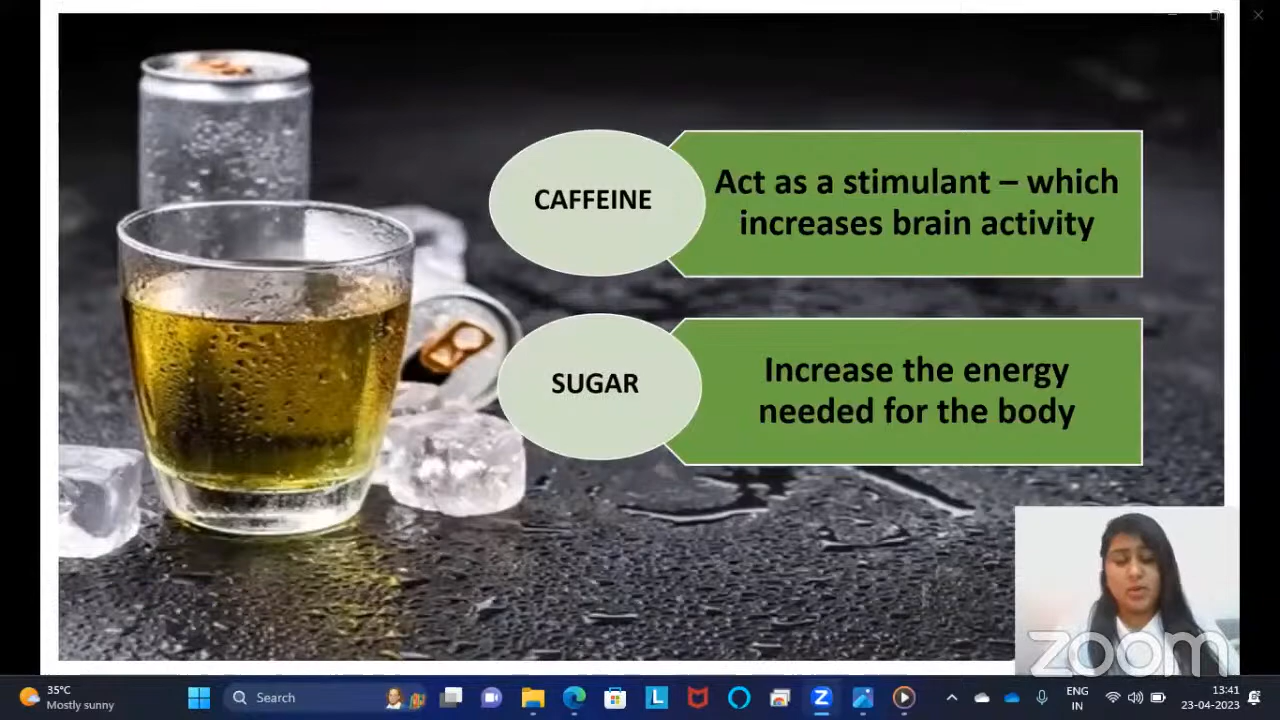 CAFFEINE
Act as a stimulant – which
increases brain activity
SUGAR
Increase the energy
needed for the body
zoom
35°C
Mostly sunny
Search
L
Z
ENG
IN
13:41
23-04-2023